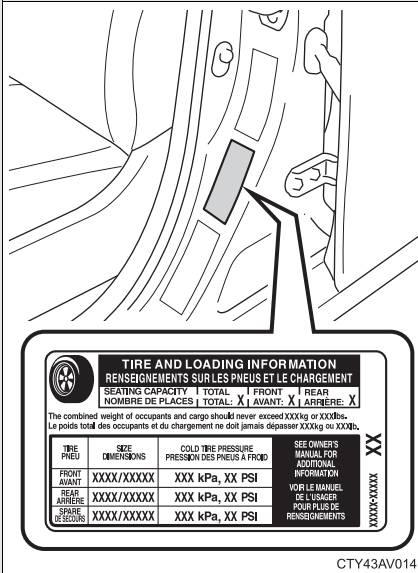 TIRE AND LOADING INFORMATION
RENSEIGNEMENTS SUR LES PNEUS ET LE CHARGEMENT
SEATING CAPACITY | TOTAL | FRONT | REAR
NOMBRE DE PLACES | TOTAL: X | AVANT: X | ARRIÈRE: X
The combined weight of occupants and cargo should never exceed XXXkg or XXXlbs.
Le poids total des occupants et du chargement ne doit jamais dépasser XXXkg ou XXXlb.
TIRE
PNEU
SIZE
DIMENSIONS
COLD TIRE PRESSURE
PRESSION DES PNEUS A FROID
FRONT
AVANT
XXXX/XXXXX
XXX kPa, XX PSI
REAR
ARRIÈRE
XXXX/XXXXX
XXX kPa, XX PSI
SPARE
DE SECOURS
XXXX/XXXXX
XXX kPa, XX PSI
SEE OWNER'S
MANUAL FOR
ADDITIONAL
INFORMATION
VOIR LE MANUEL
DE L'USAGER
POUR PLUS DE
RENSEIGNEMENTS
XX
XXXXX-XXXXX
CTY43AV014